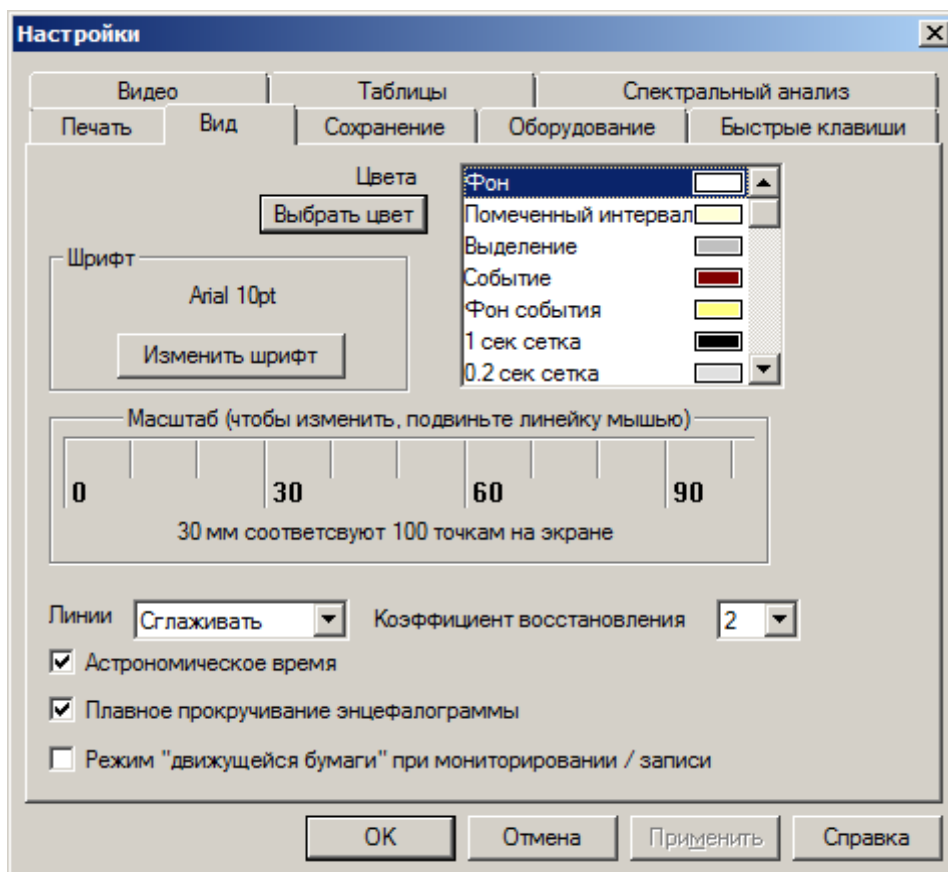 Настройки
Видео Таблицы Спектральный анализ
Печать Вид Сохранение Оборудование Быстрые клавиши
Цвета
Выбрать цвет
Фон
Помеченный интервал
Выделение
Событие
Фон события
1 сек сетка
0.2 сек сетка
Шрифт
Arial 10pt
Изменить шрифт
Масштаб (чтобы изменить, подвиньте линейку мышью)
0 30 60 90
30 мм соответсвуют 100 точкам на экране
Линии Сглаживать Коэффициент восстановления 2
Астрономическое время
Плавное прокручивание энцефалограммы
Режим "движущейся бумаги" при мониторировании / записи
OK Отмена Применить Справка